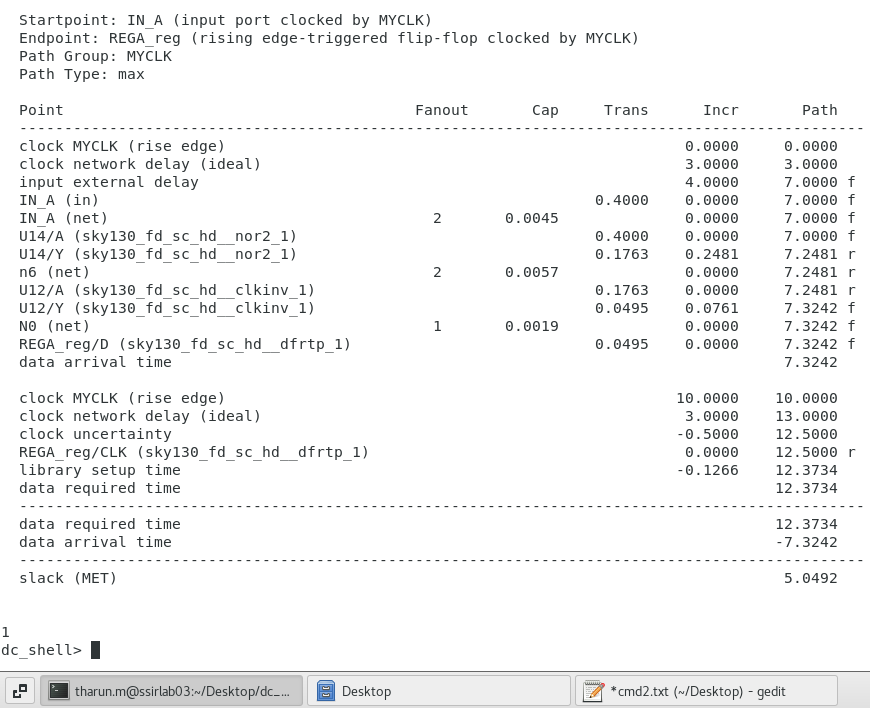 Startpoint: IN_A (input port clocked by MYCLK)
Endpoint: REGA_reg (rising edge-triggered flip-flop clocked by MYCLK)
Path Group: MYCLK
Path Type: max
Point Fanout Cap Trans Incr Path
----------------------------------------------------------------------------------------------
clock MYCLK (rise edge) 0.0000 0.0000
clock network delay (ideal) 3.0000 3.0000
input external delay 4.0000 7.0000 f
IN_A (in) 0.4000 0.0000 7.0000 f
IN_A (net) 2 0.0045 0.0000 7.0000 f
U14/A (sky130_fd_sc_hd__nor2_1) 0.4000 0.0000 7.0000 f
U14/Y (sky130_fd_sc_hd__nor2_1) 0.1763 0.2481 7.2481 r
n6 (net) 2 0.0057 0.0000 7.2481 r
U12/A (sky130_fd_sc_hd__clkinv_1) 0.1763 0.0000 7.2481 r
U12/Y (sky130_fd_sc_hd__clkinv_1) 0.0495 0.0761 7.3242 f
N0 (net) 1 0.0019 0.0000 7.3242 f
REGA_reg/D (sky130_fd_sc_hd__dfrtp_1) 0.0495 0.0000 7.3242 f
data arrival time 7.3242
clock MYCLK (rise edge) 10.0000 10.0000
clock network delay (ideal) 3.0000 13.0000
clock uncertainty -0.5000 12.5000
REGA_reg/CLK (sky130_fd_sc_hd__dfrtp_1) 0.0000 12.5000 r
library setup time -0.1266 12.3734
data required time 12.3734
----------------------------------------------------------------------------------------------
data required time 12.3734
data arrival time -7.3242
----------------------------------------------------------------------------------------------
slack (MET) 5.0492
1
dc_shell>
tharun.m@ssirlab03:~/Desktop/dc_... Desktop *cmd2.txt (~/Desktop) - gedit